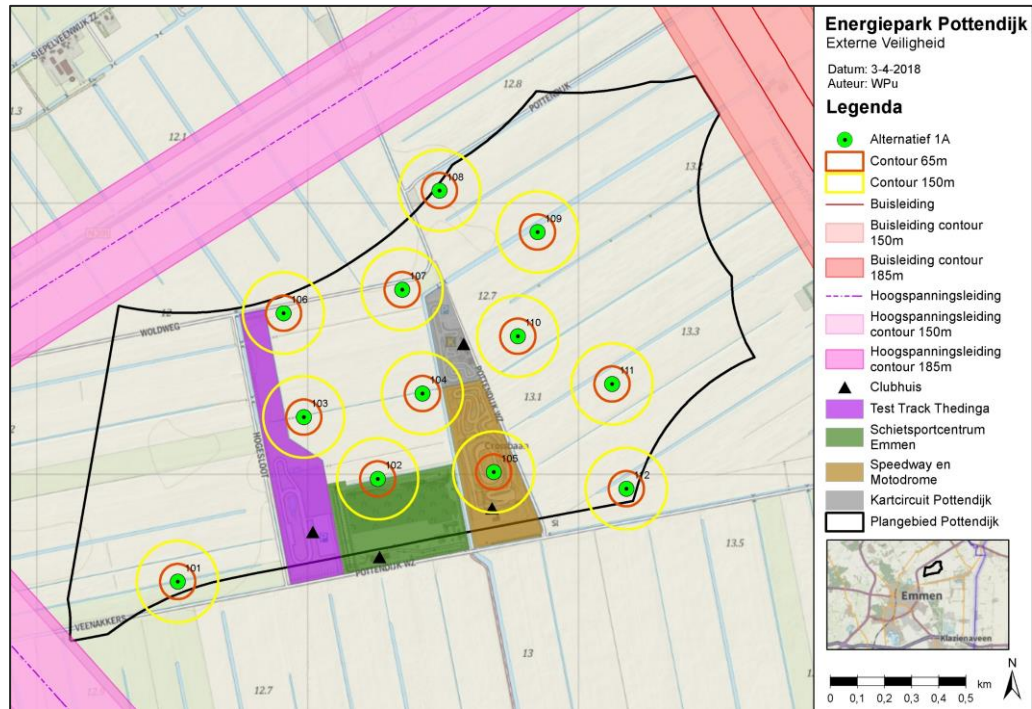 SIEPELVEENWIJK ZZ
12.8
POTTENDIJK
12.1
13.2
108
109
107
12.7
106
12
WOLDWEG
110
13.3
104
111
13.1
103
POTTENDIJK WZ
HOGESLOOT
105
102
112
13.5
101
POTTENDIJK WZ
VEENAKKERS
13
12.7
Energiepark Pottendijk
Externe Veiligheid
Datum: 3-4-2018
Auteur: WPu
Legenda
Alternatief 1A
Contour 65m
Contour 150m
Buisleiding
Buisleiding contour
150m
Buisleiding contour
185m
Hoogspanningsleiding
Hoogspanningsleiding
contour 150m
Hoogspanningsleiding
contour 185m
Clubhuis
Test Track Thedinga
Schietsportcentrum
Emmen
Speedway en
Motodrome
Kartcircuit Pottendijk
Plangebied Pottendijk
Emmen
Klazienaveen
N
0 0,1 0,2 0,3 0,4 0,5 km